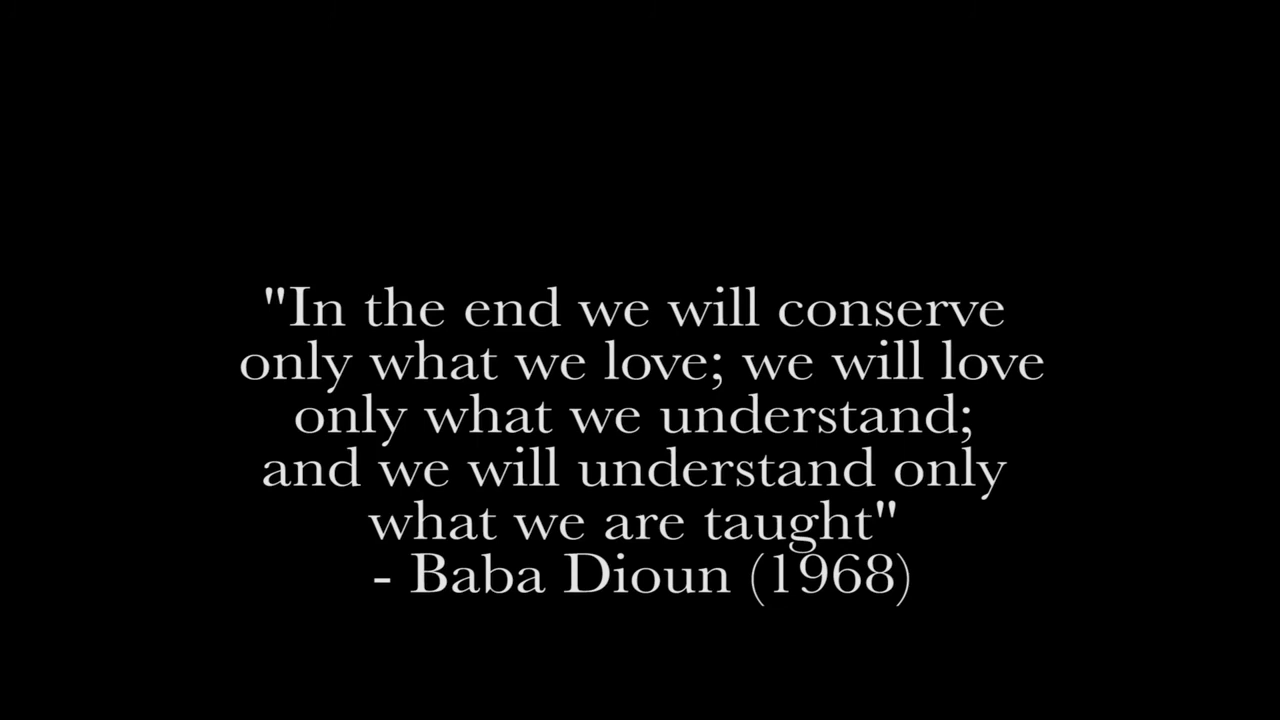 "In the end we will conserve
only what we love; we will love
only what we understand;
and we will understand only
what we are taught"
- Baba Dioun (1968)